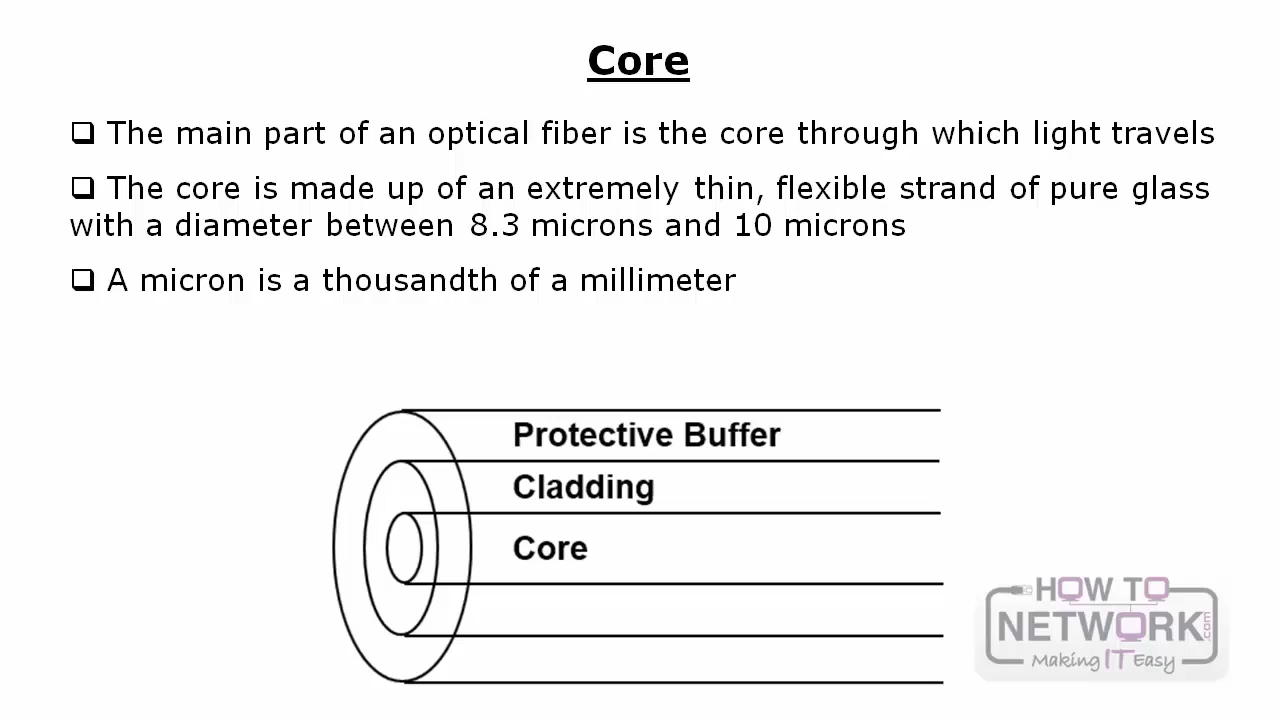 Core
❑ The main part of an optical fiber is the core through which light travels
❑ The core is made up of an extremely thin, flexible strand of pure glass
with a diameter between 8.3 microns and 10 microns
❑ A micron is a thousandth of a millimeter
Protective Buffer
Cladding
Core
HOW TO
NETWORK.com
Making IT Easy